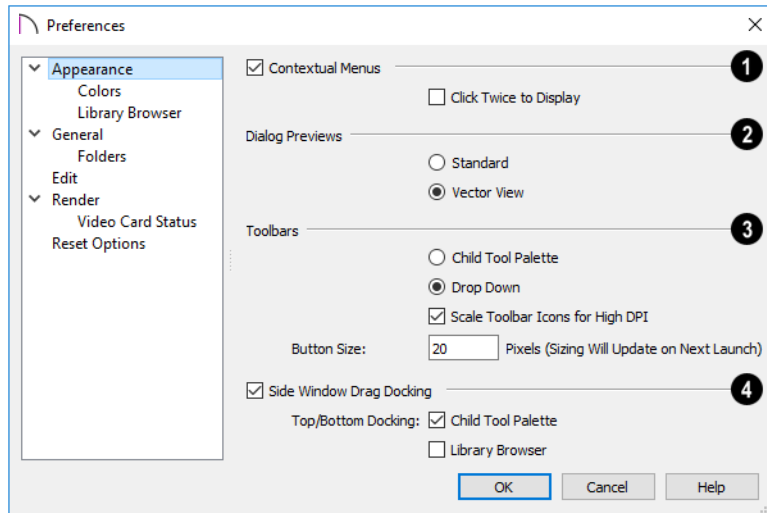 Preferences
Appearance
Colors
Library Browser
General
Folders
Edit
Render
Video Card Status
Reset Options
Contextual Menus 1
Click Twice to Display
Dialog Previews 2
Standard
Vector View
Toolbars 3
Child Tool Palette
Drop Down
Scale Toolbar Icons for High DPI
Button Size: 20 Pixels (Sizing Will Update on Next Launch)
Side Window Drag Docking 4
Top/Bottom Docking: Child Tool Palette
Library Browser
OK Cancel Help